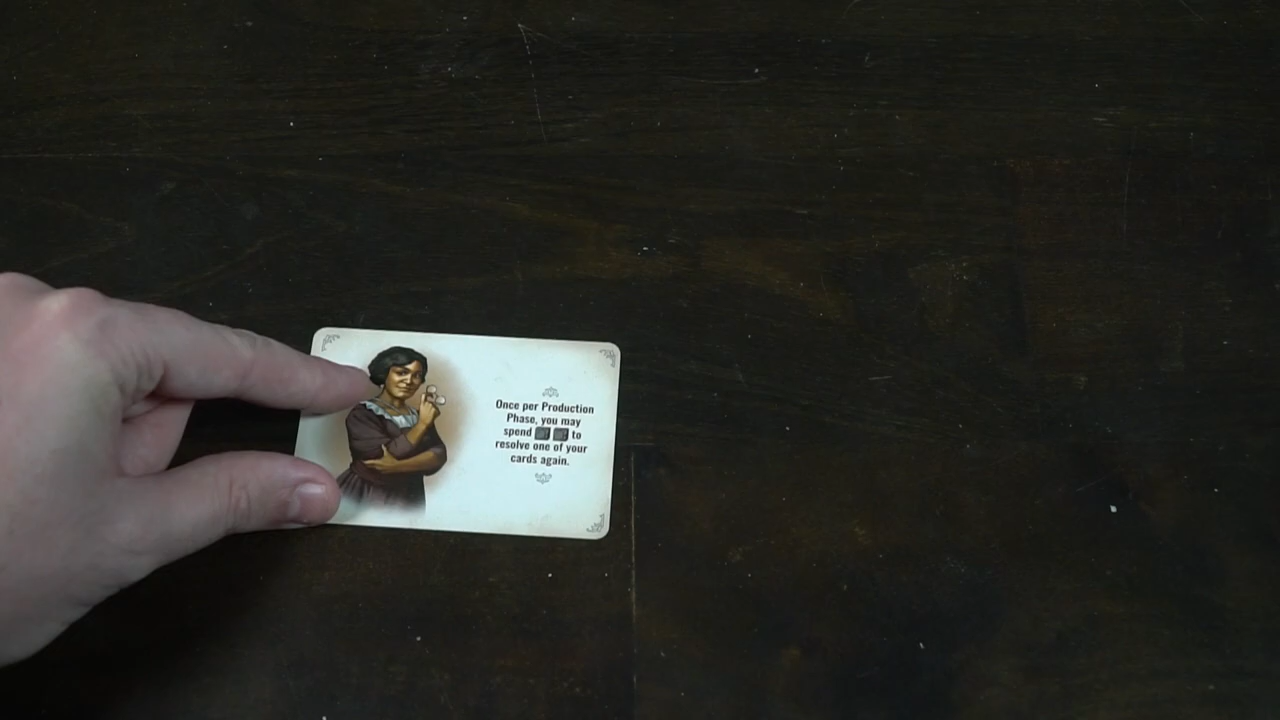 Once per Production
Phase, you may
spend to
resolve one of your
cards again.